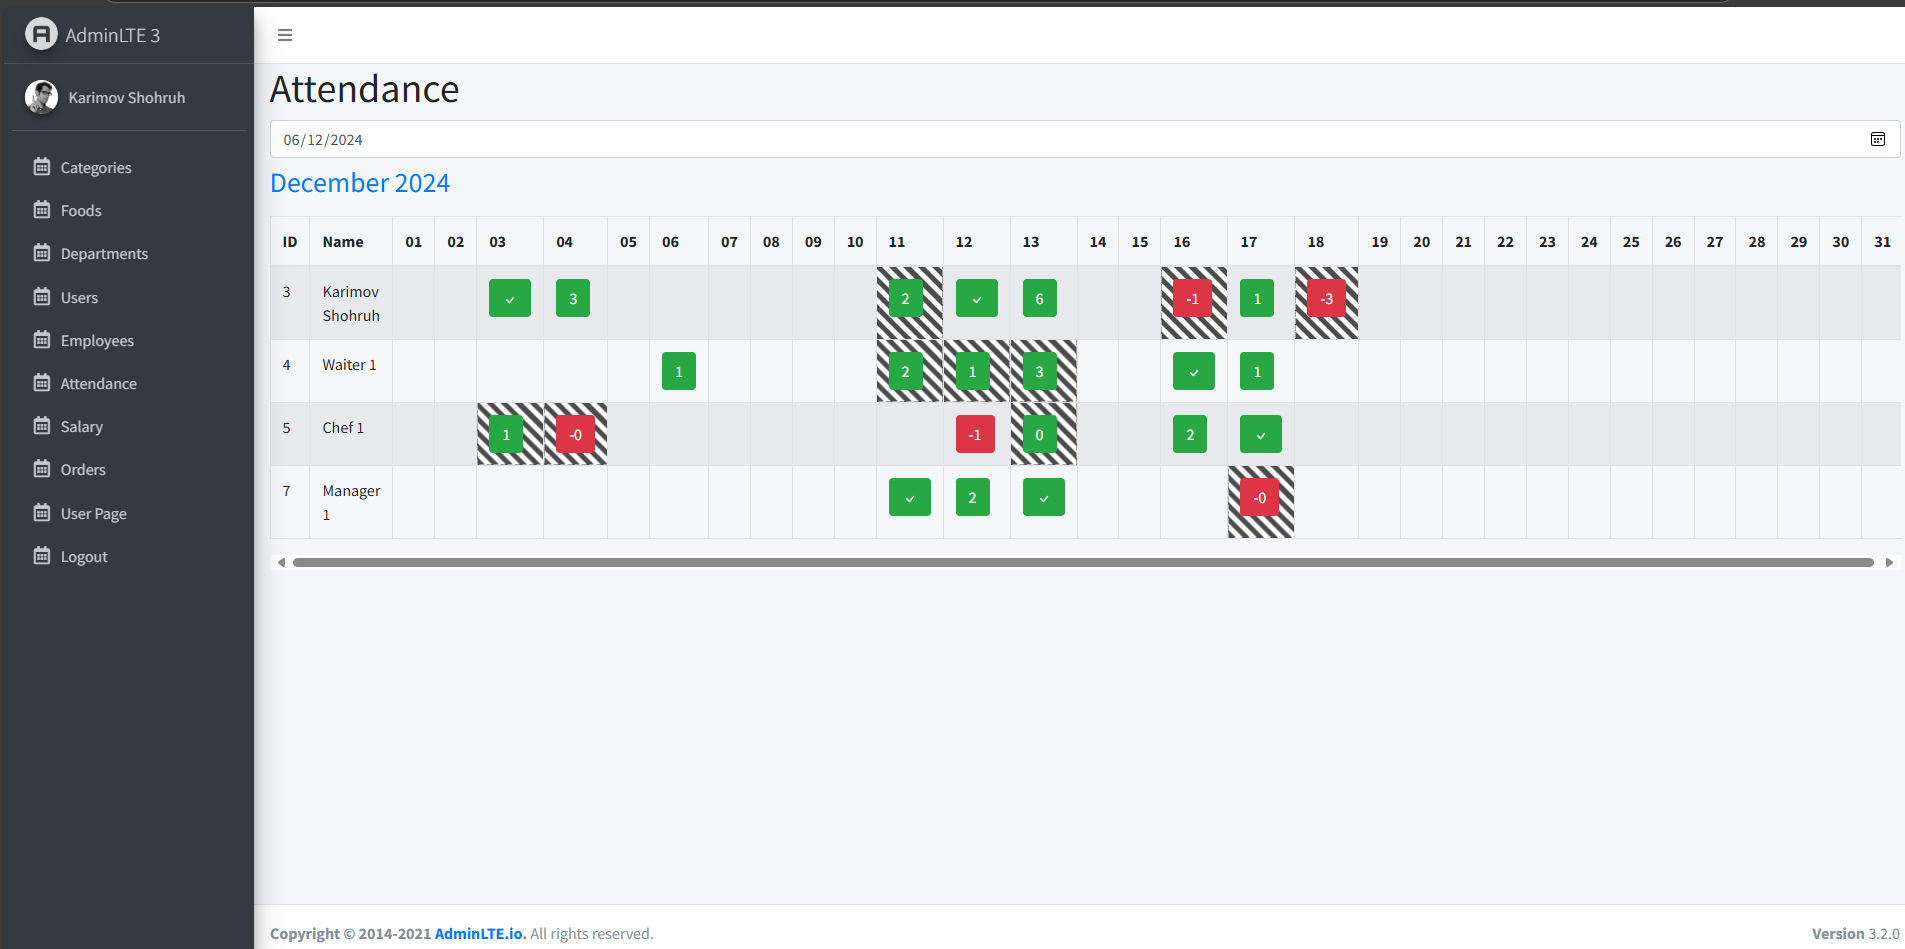 AdminLTE 3
Karimov Shohruh
Categories
Foods
Departments
Users
Employees
Attendance
Salary
Orders
User Page
Logout
Attendance
06/12/2024
December 2024
ID Name 01 02 03 04 05 06 07 08 09 10 11 12 13 14 15 16 17 18 19 20 21 22 23 24 25 26 27 28 29 30 31
3 Karimov Shohruh ✓ 3 2 ✓ 6 -1 1 -3
4 Waiter 1 1 2 1 3 ✓ 1
5 Chef 1 1 -0 -1 0 2 ✓
7 Manager 1 ✓ 2 ✓ -0
Copyright © 2014-2021 AdminLTE.io. All rights reserved.
Version 3.2.0